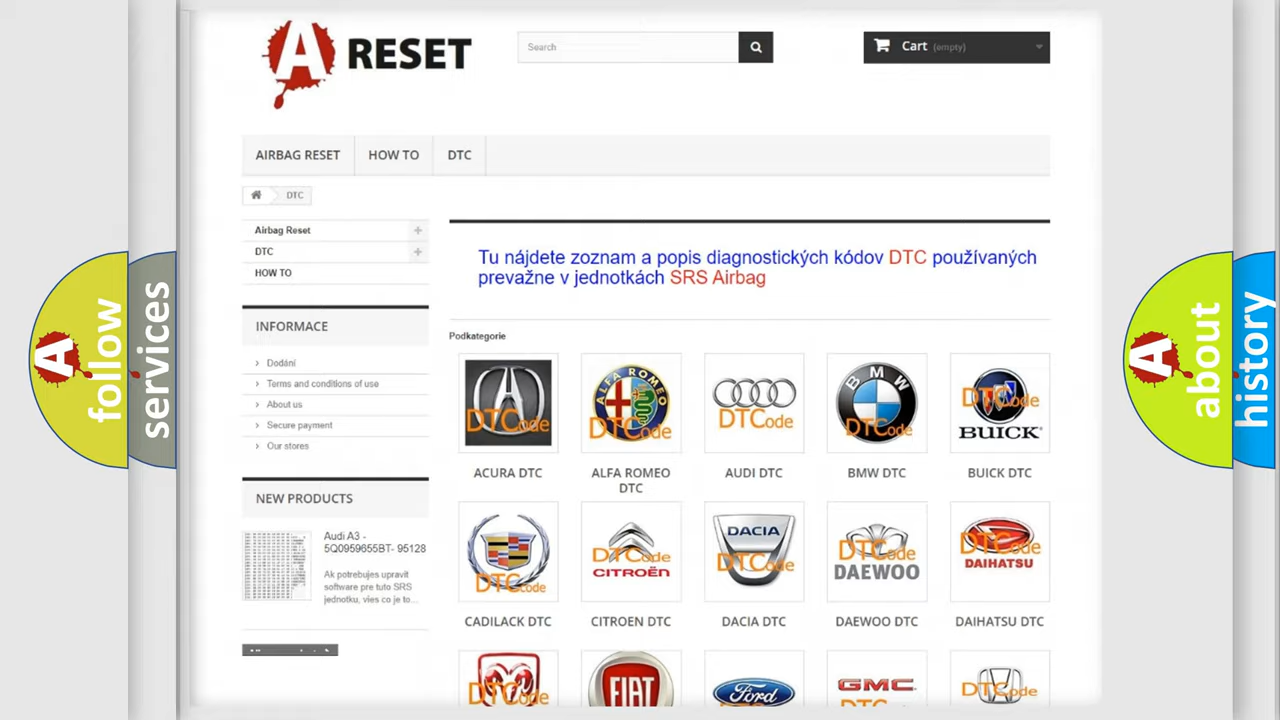 A RESET
Search
Cart (empty)
AIRBAG RESET
HOW TO
DTC
DTC
Airbag Reset
DTC
HOW TO
INFORMACE
Dodání
Terms and conditions of use
About us
Secure payment
Our stores
NEW PRODUCTS
Audi A3 -
5Q0959655BT- 95128
Ak potrebujes upravit
software pre tuto SRS
jednotku, vies co je to...
Tu nájdete zoznam a popis diagnostických kódov DTC používaných
prevažne v jednotkách SRS Airbag
Podkategorie
DTCode
ALFA ROMEO
DTCode
DTCode
BMW
DTCode
DTCode
BUICK
ACURA DTC
ALFA ROMEO
DTC
AUDI DTC
BMW DTC
BUICK DTC
DTCode
DTCode
CITROËN
DACIA
DTCode
DTCode
DAEWOO
DTCode
DAIHATSU
CADILACK DTC
CITROEN DTC
DACIA DTC
DAEWOO DTC
DAIHATSU DTC
DTCode
FIAT
Ford
GMC
DTCode
A follow
services
A about
history